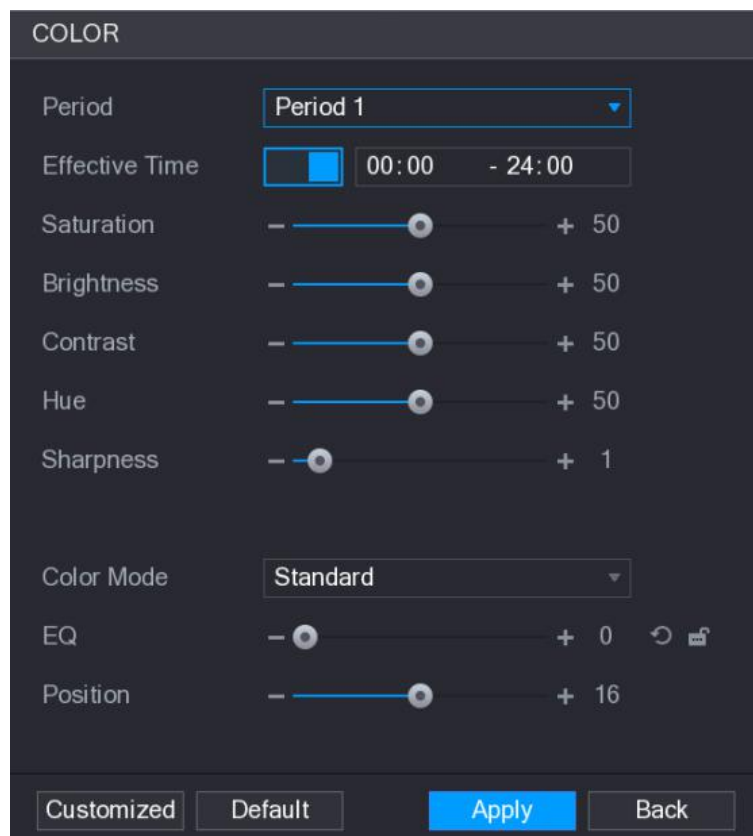 COLOR
Period Period 1
Effective Time 00:00 - 24:00
Saturation 50
Brightness 50
Contrast 50
Hue 50
Sharpness 1
Color Mode Standard
EQ 0
Position 16
Customized Default Apply Back